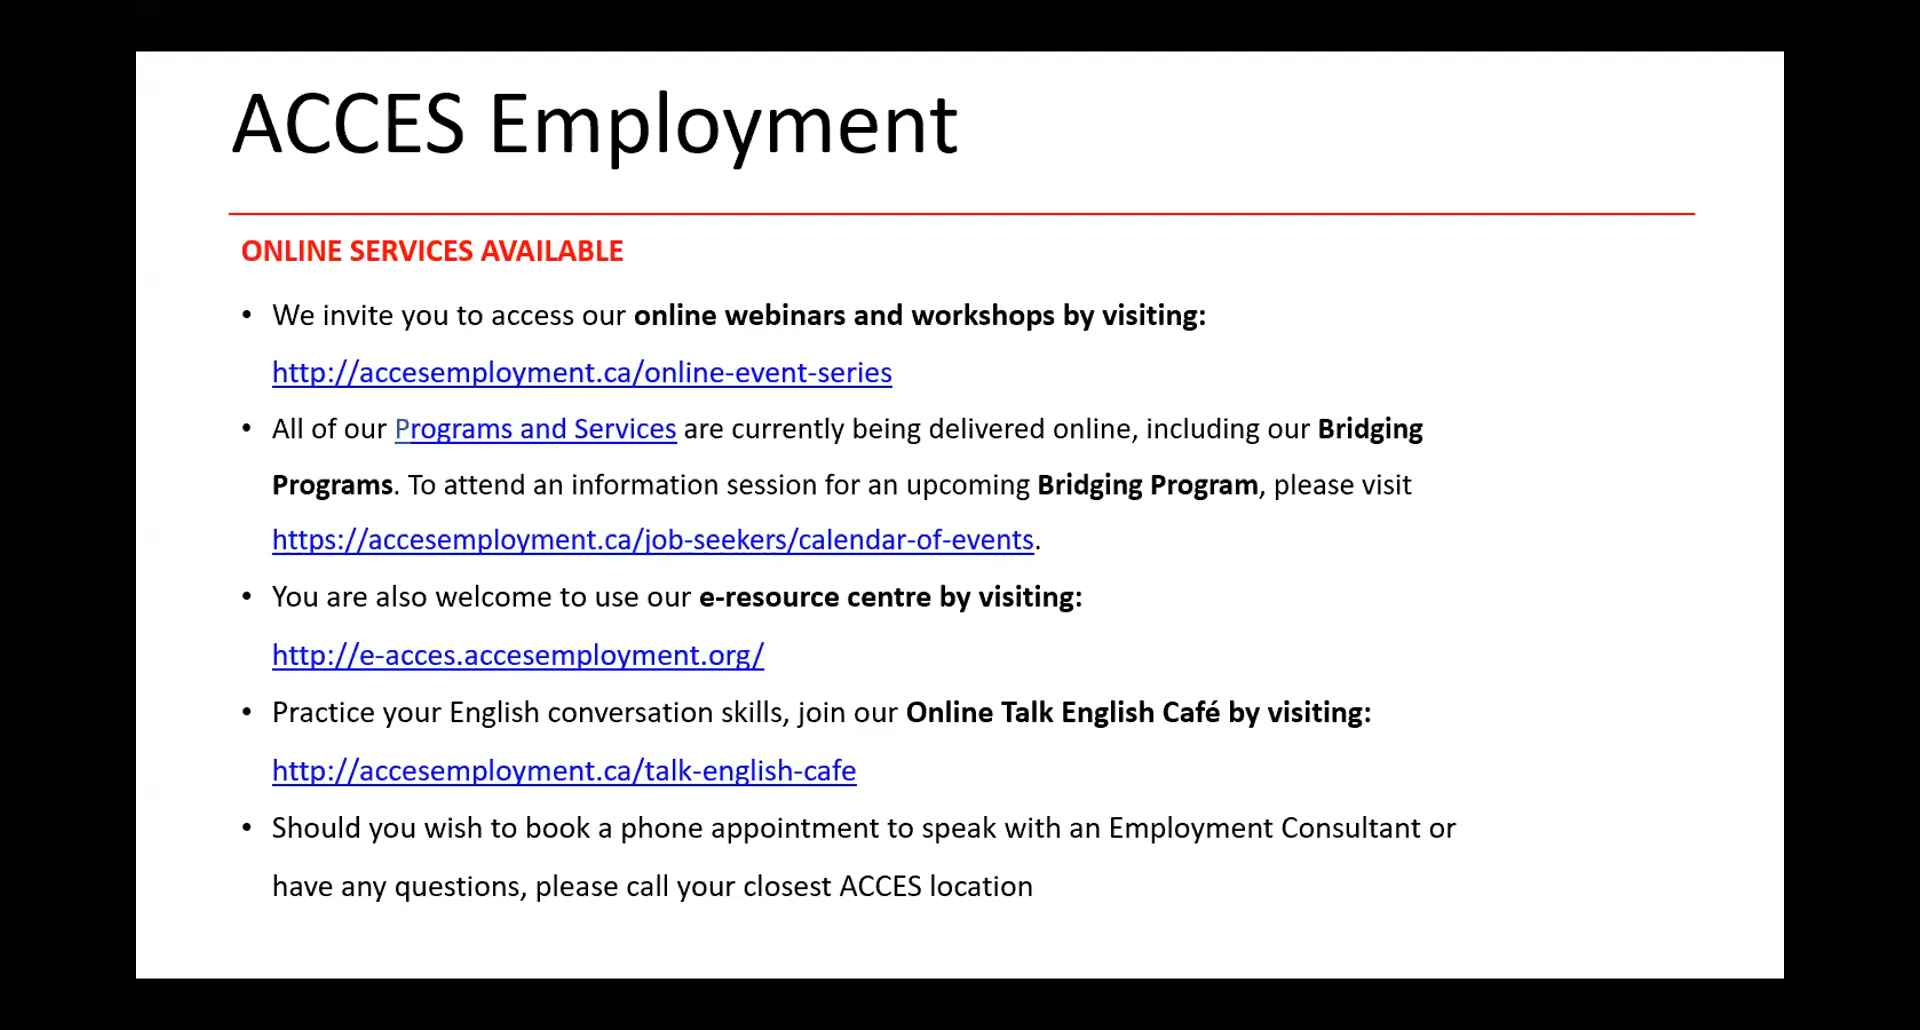 ACCES Employment
ONLINE SERVICES AVAILABLE
• We invite you to access our online webinars and workshops by visiting:
http://accesemployment.ca/online-event-series
• All of our Programs and Services are currently being delivered online, including our Bridging
Programs. To attend an information session for an upcoming Bridging Program, please visit
https://accesemployment.ca/job-seekers/calendar-of-events.
• You are also welcome to use our e-resource centre by visiting:
http://e-acces.accesemployment.org/
• Practice your English conversation skills, join our Online Talk English Café by visiting:
http://accesemployment.ca/talk-english-cafe
• Should you wish to book a phone appointment to speak with an Employment Consultant or
have any questions, please call your closest ACCES location